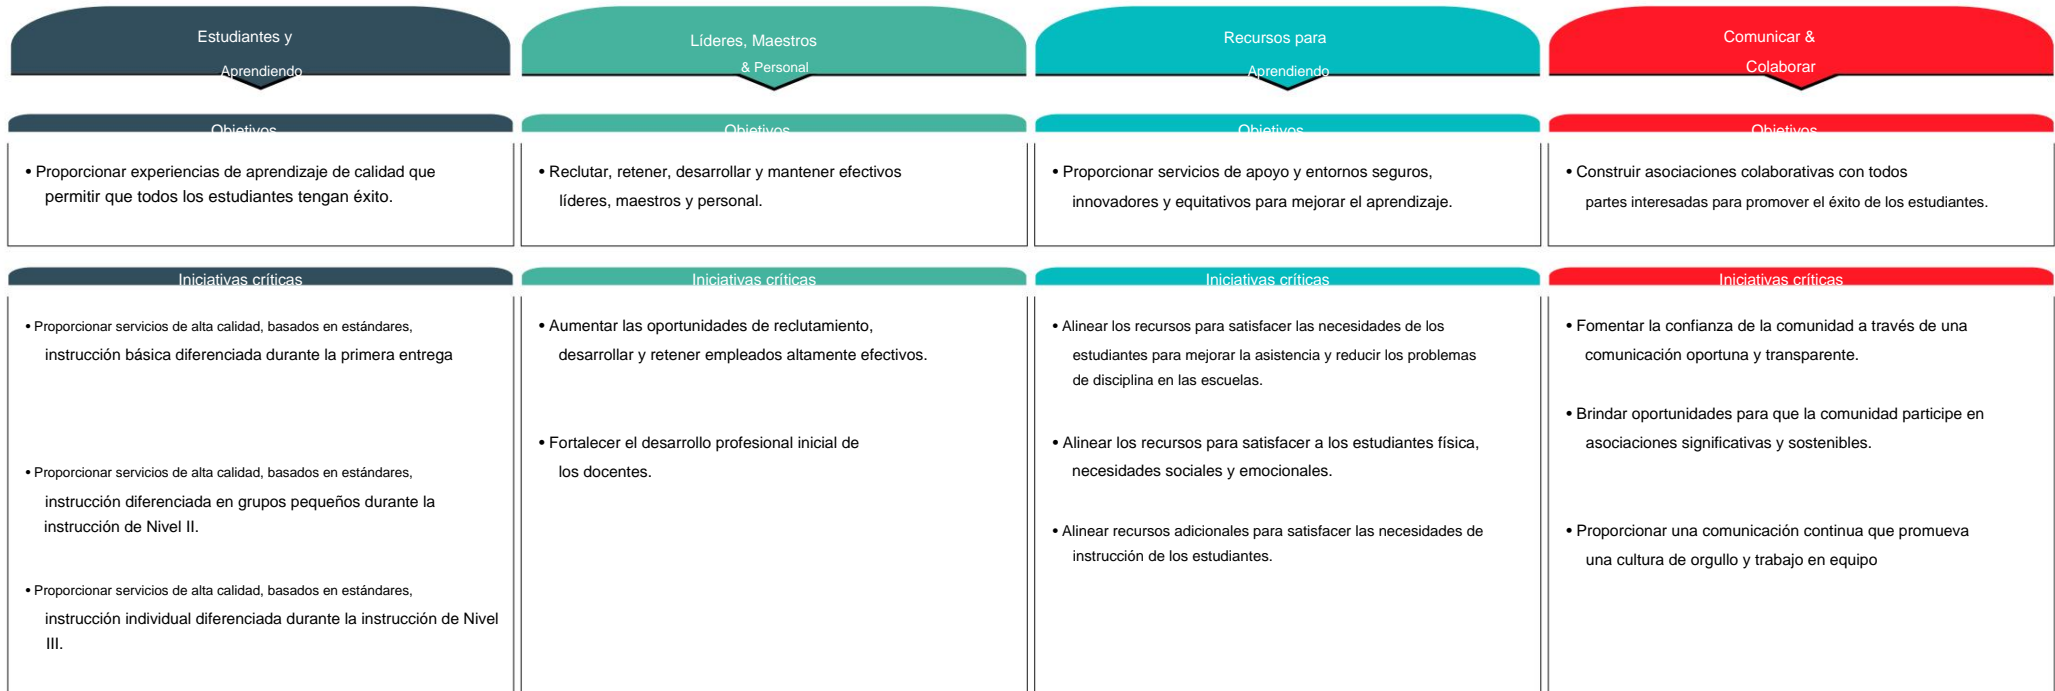 Estudiantes y
Aprendiendo
Objetivos
• Proporcionar experiencias de aprendizaje de calidad que
permitir que todos los estudiantes tengan éxito.
Iniciativas críticas
• Proporcionar servicios de alta calidad, basados en estándares,
instrucción básica diferenciada durante la primera entrega
• Proporcionar servicios de alta calidad, basados en estándares,
instrucción diferenciada en grupos pequeños durante la
instrucción de Nivel II.
• Proporcionar servicios de alta calidad, basados en estándares,
instrucción individual diferenciada durante la instrucción de Nivel
III.
Líderes, Maestros
& Personal
Objetivos
• Reclutar, retener, desarrollar y mantener efectivos
líderes, maestros y personal.
Iniciativas críticas
• Aumentar las oportunidades de reclutamiento,
desarrollar y retener empleados altamente efectivos.
• Fortalecer el desarrollo profesional inicial de
los docentes.
Recursos para
Aprendiendo
Objetivos
• Proporcionar servicios de apoyo y entornos seguros,
innovadores y equitativos para mejorar el aprendizaje.
Iniciativas críticas
• Alinear los recursos para satisfacer las necesidades de los
estudiantes para mejorar la asistencia y reducir los problemas
de disciplina en las escuelas.
• Alinear los recursos para satisfacer a los estudiantes física,
necesidades sociales y emocionales.
• Alinear recursos adicionales para satisfacer las necesidades de
instrucción de los estudiantes.
Comunicar &
Colaborar
Objetivos
• Construir asociaciones colaborativas con todos
partes interesadas para promover el éxito de los estudiantes.
Iniciativas críticas
• Fomentar la confianza de la comunidad a través de una
comunicación oportuna y transparente.
• Brindar oportunidades para que la comunidad participe en
asociaciones significativas y sostenibles.
• Proporcionar una comunicación continua que promueva
una cultura de orgullo y trabajo en equipo